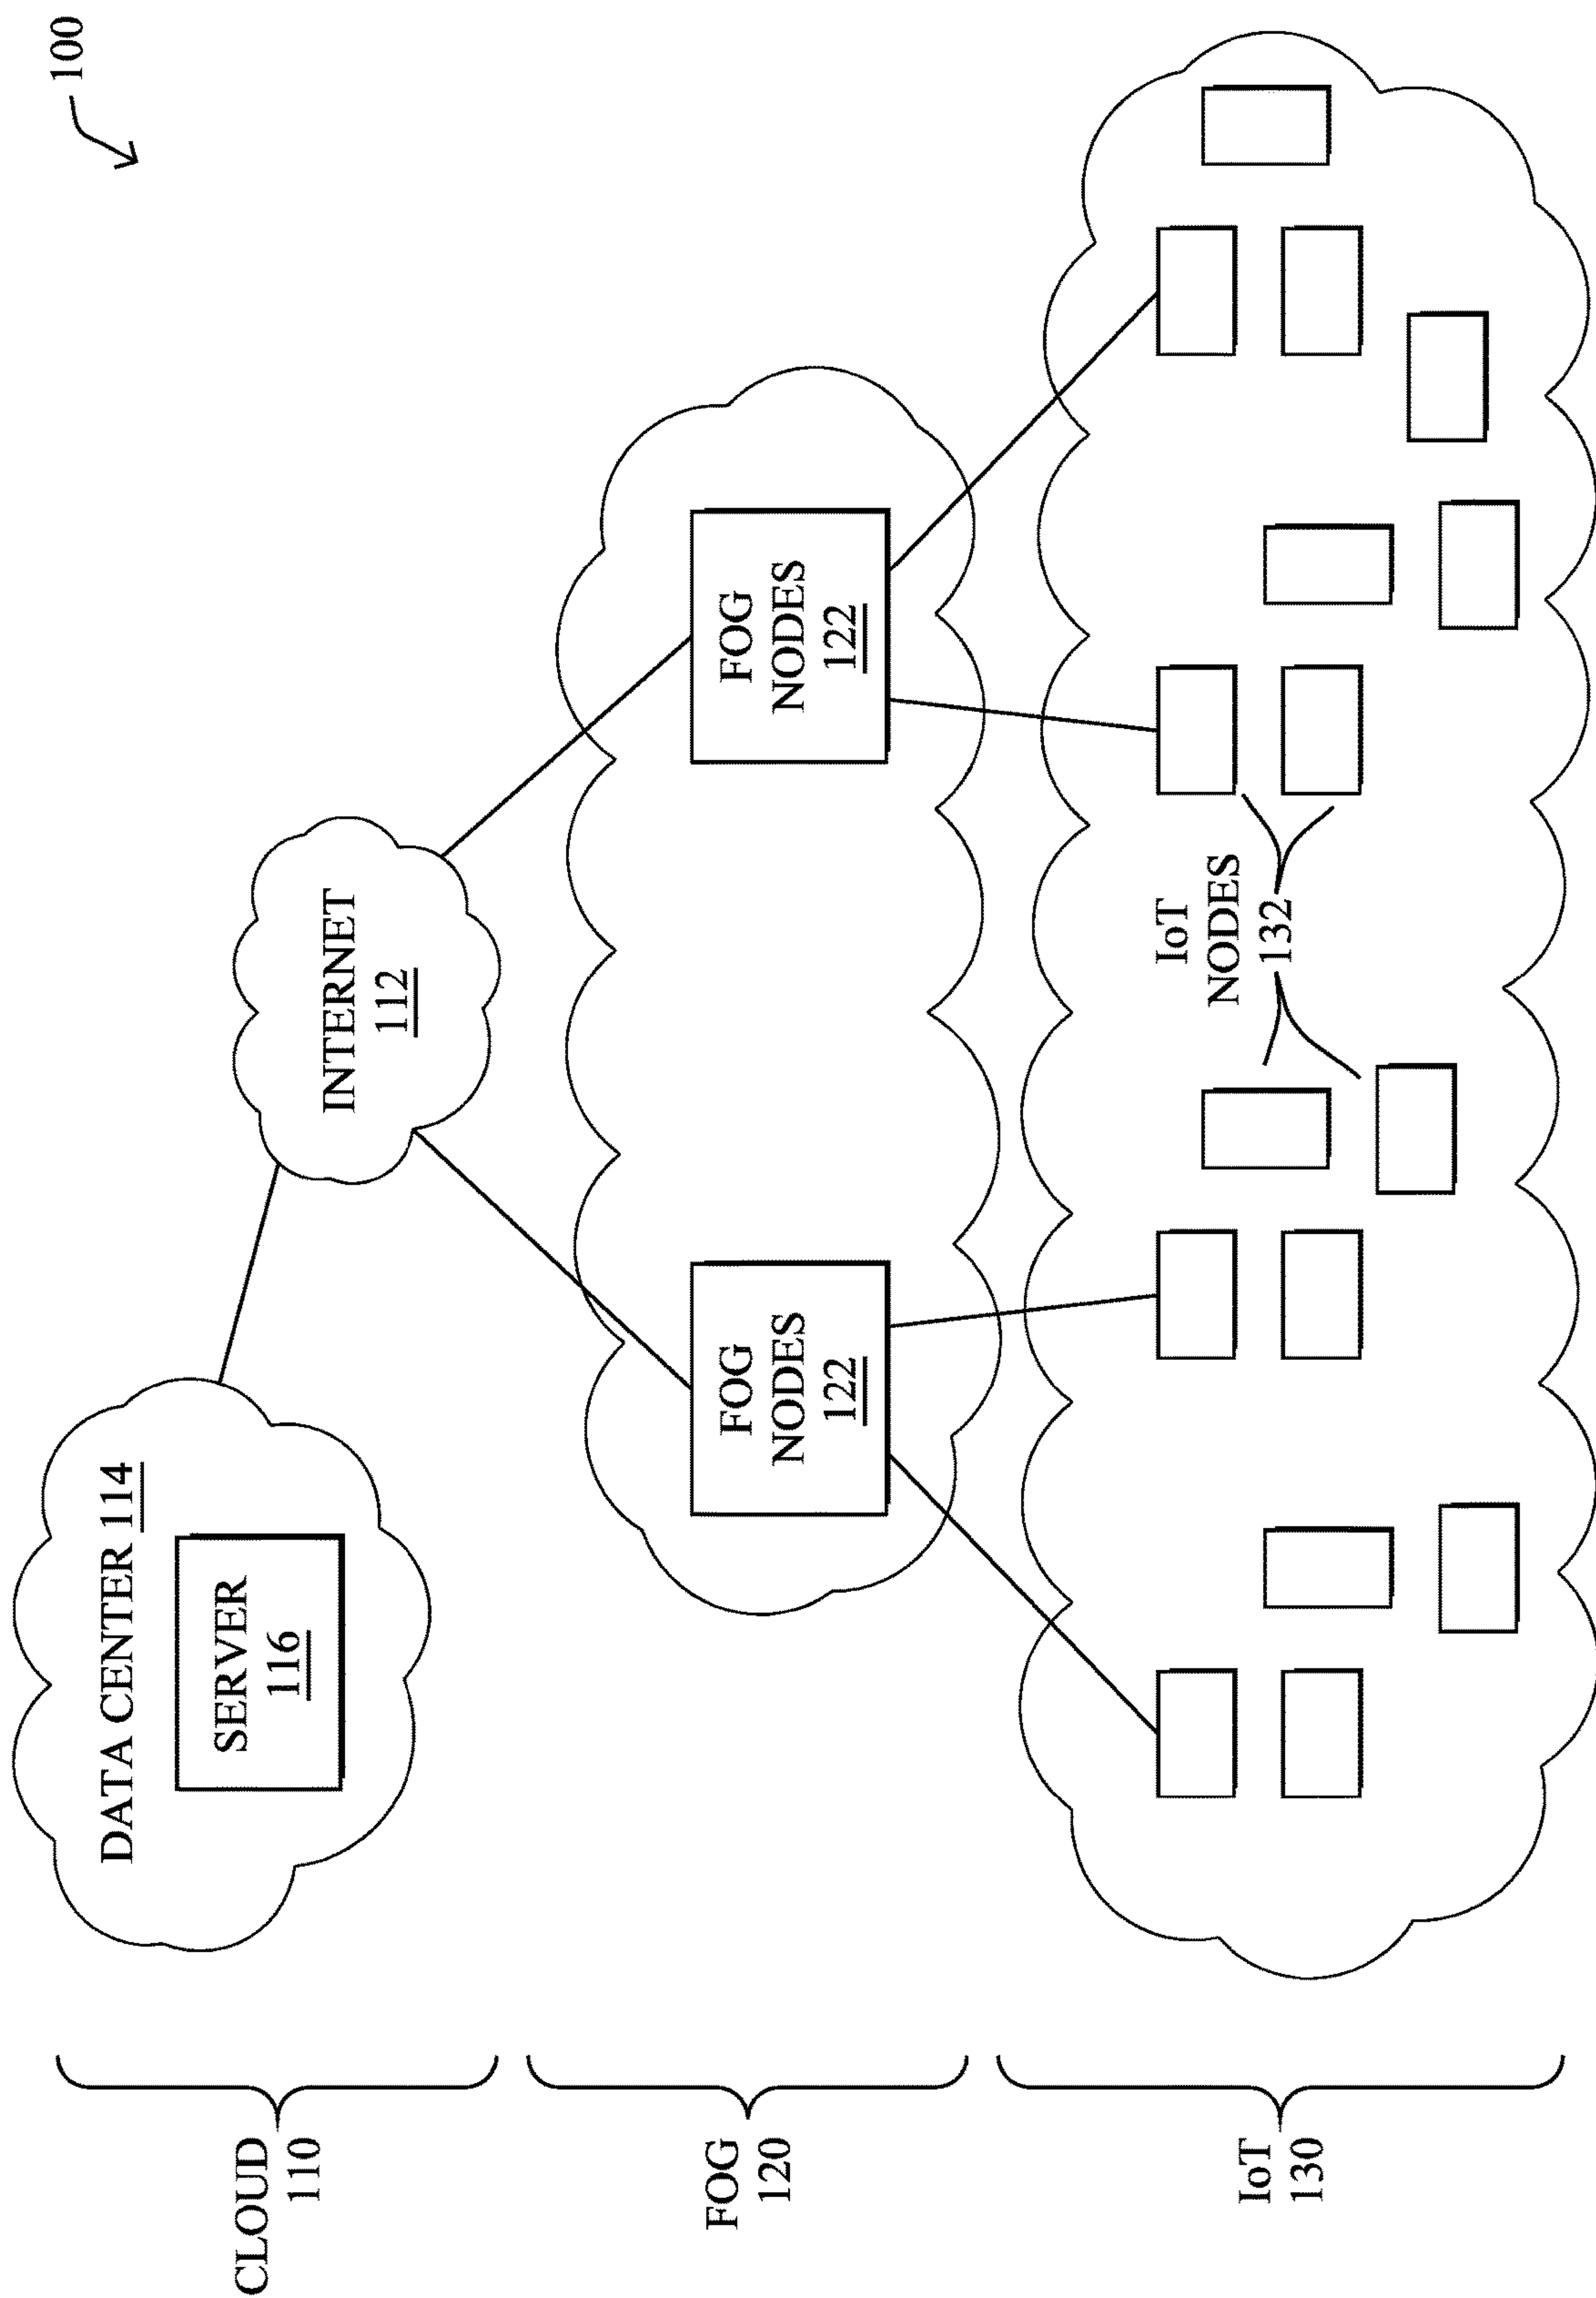 100
CLOUD
110
DATA CENTER 114
SERVER
116
INTERNET
112
FOG
120
FOG
NODES
122
FOG
NODES
122
IoT
130
IoT
NODES
132